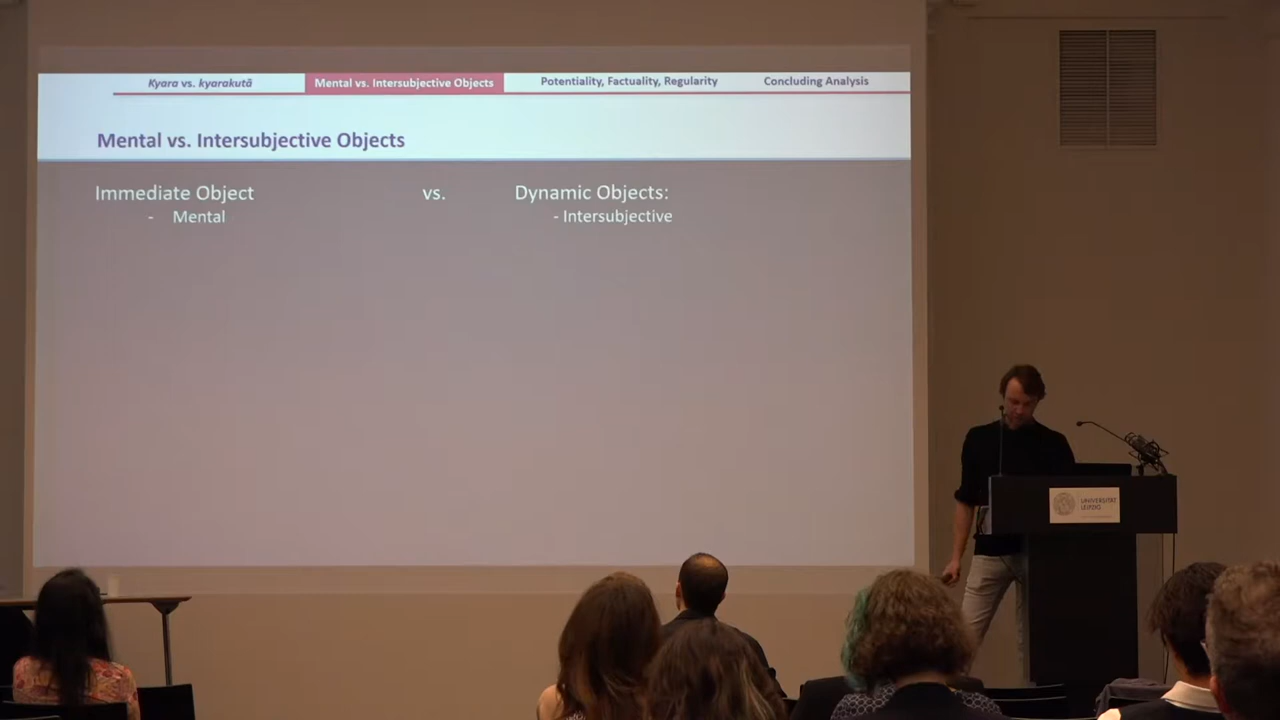 Kyara vs. kyarakutā
Mental vs. Intersubjective Objects
Potentiality, Factuality, Regularity
Concluding Analysis
Mental vs. Intersubjective Objects
Immediate Object vs. Dynamic Objects:
- Mental
- Intersubjective
UNIVERSITÄT
LEIPZIG